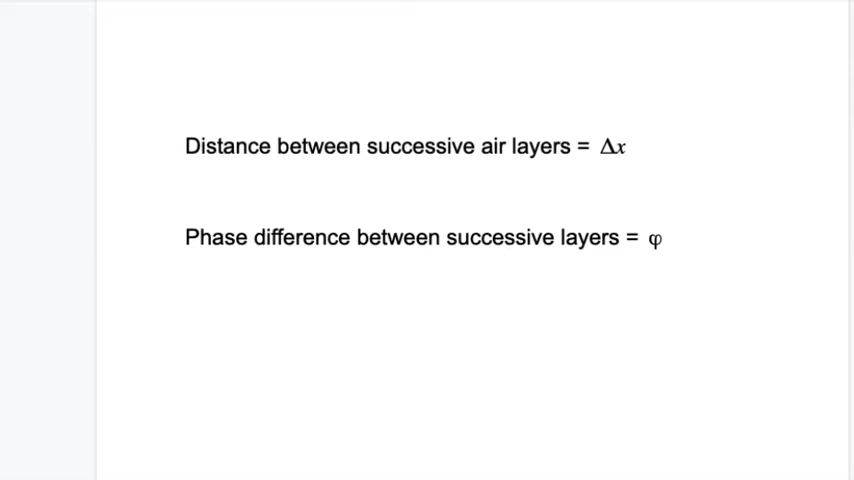 Distance between successive air layers = Δx
Phase difference between successive layers = φ